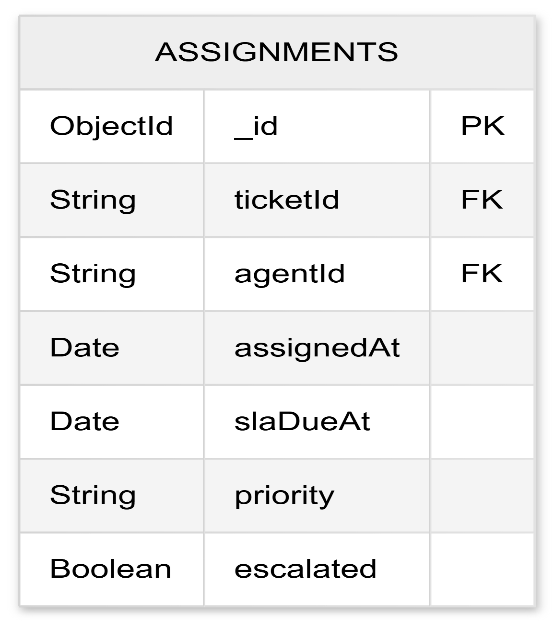 ASSIGNMENTS
ObjectId _id PK
String ticketId FK
String agentId FK
Date assignedAt
Date slaDueAt
String priority
Boolean escalated